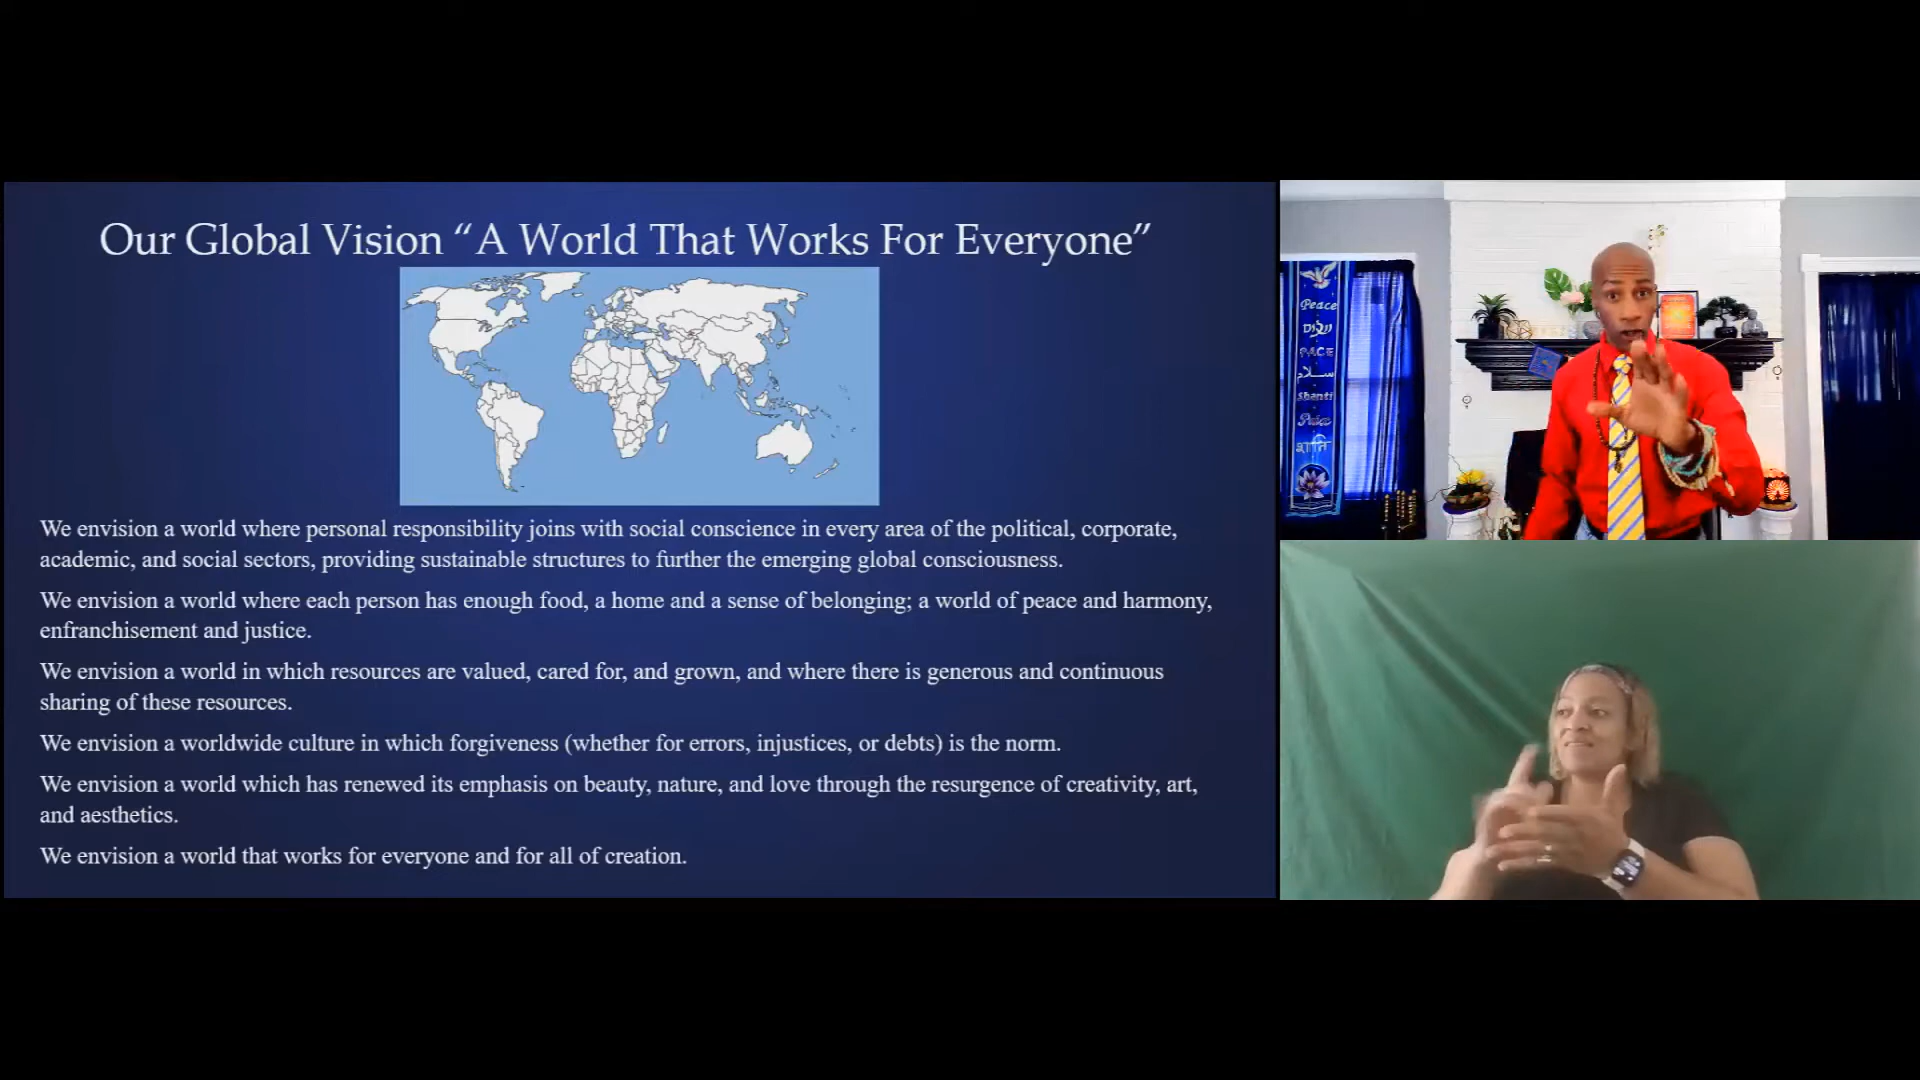 Our Global Vision “A World That Works For Everyone”
We envision a world where personal responsibility joins with social conscience in every area of the political, corporate,
academic, and social sectors, providing sustainable structures to further the emerging global consciousness.
We envision a world where each person has enough food, a home and a sense of belonging; a world of peace and harmony,
enfranchisement and justice.
We envision a world in which resources are valued, cared for, and grown, and where there is generous and continuous
sharing of these resources.
We envision a worldwide culture in which forgiveness (whether for errors, injustices, or debts) is the norm.
We envision a world which has renewed its emphasis on beauty, nature, and love through the resurgence of creativity, art,
and aesthetics.
We envision a world that works for everyone and for all of creation.
Peace
PACE
سلام
Shanti